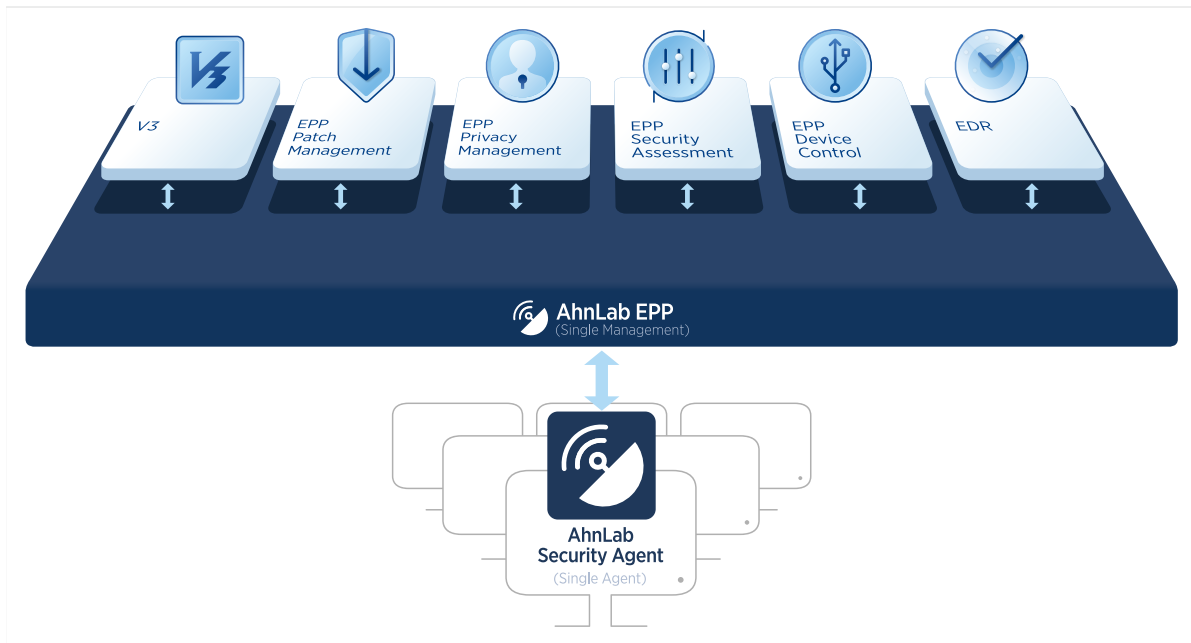 V3
V3
EPP
Patch
Management
EPP
Privacy
Management
EPP
Security
Assessment
EPP
Device
Control
EDR
AhnLab EPP
(Single Management)
AhnLab
Security Agent
(Single Agent)